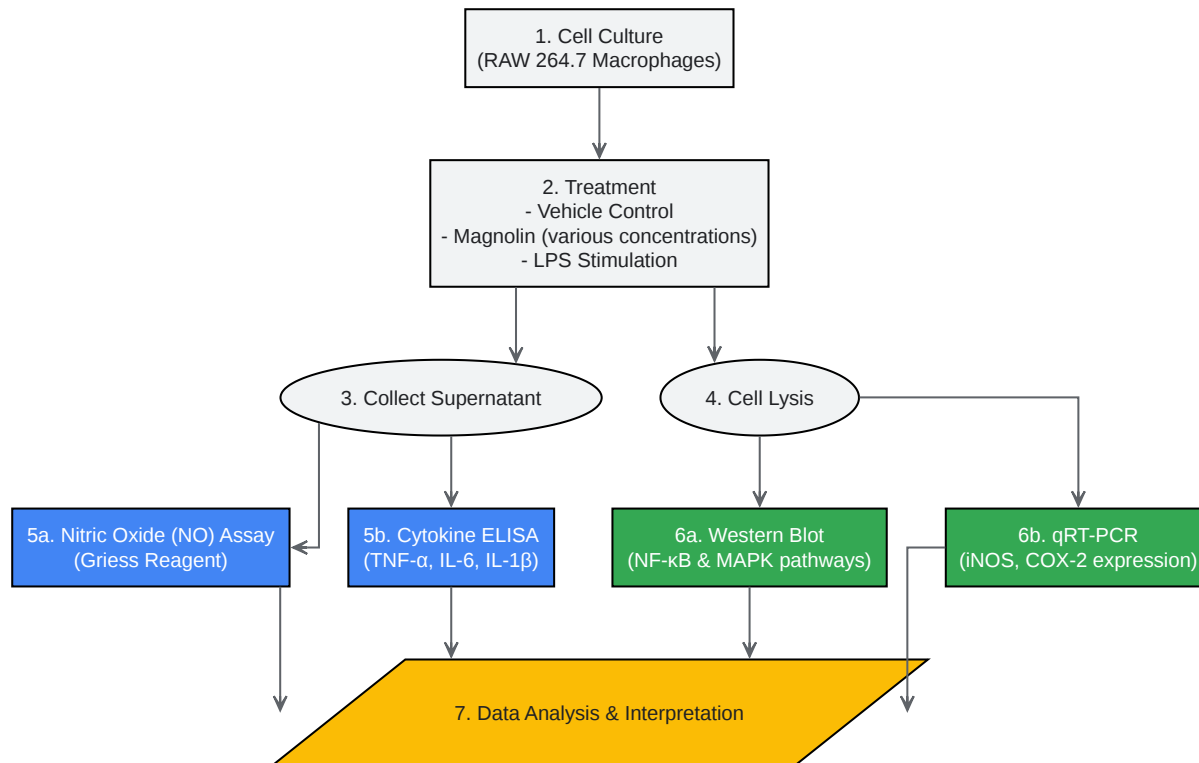 1. Cell Culture
(RAW 264.7 Macrophages)
2. Treatment
- Vehicle Control
- Magnolin (various concentrations)
- LPS Stimulation
3. Collect Supernatant
4. Cell Lysis
5a. Nitric Oxide (NO) Assay
(Griess Reagent)
5b. Cytokine ELISA
(TNF-α, IL-6, IL-1β)
6a. Western Blot
(NF-κB & MAPK pathways)
6b. qRT-PCR
(iNOS, COX-2 expression)
7. Data Analysis & Interpretation